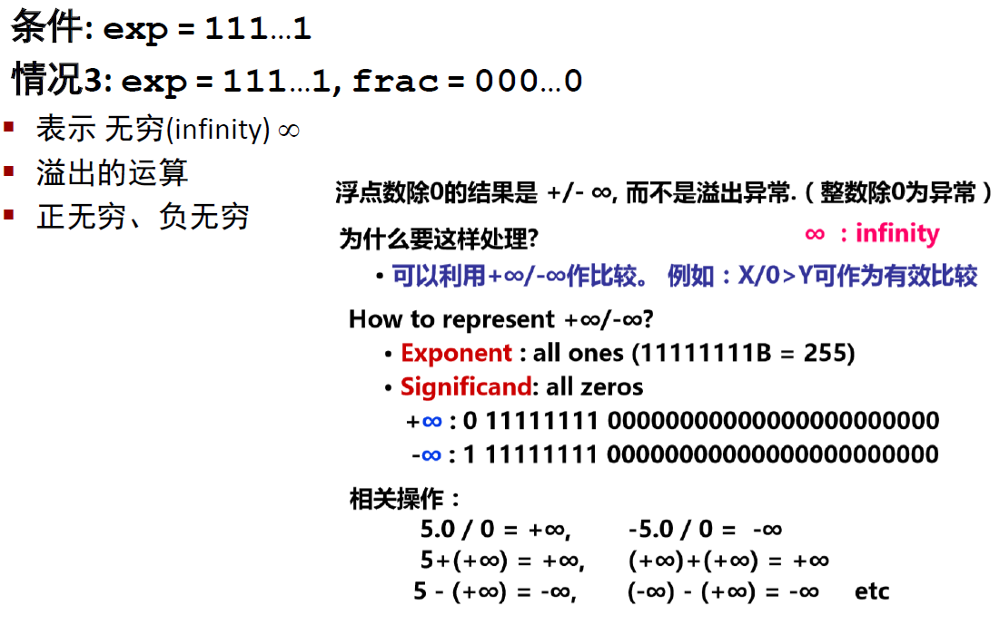 条件: exp = 111…1
情况3: exp = 111…1, frac = 000…0
▪ 表示 无穷(infinity) ∞
▪ 溢出的运算
▪ 正无穷、负无穷
浮点数除0的结果是 +/- ∞, 而不是溢出异常.（整数除0为异常）
为什么要这样处理?
∞ : infinity
• 可以利用+∞/-∞作比较。 例如：X/0>Y可作为有效比较
How to represent +∞/-∞?
• Exponent : all ones (11111111B = 255)
• Significand: all zeros
+∞ : 0 11111111 00000000000000000000000
-∞ : 1 11111111 00000000000000000000000
相关操作：
5.0 / 0 = +∞, -5.0 / 0 = -∞
5+(+∞) = +∞, (+∞)+(+∞) = +∞
5 - (+∞) = -∞, (-∞) - (+∞) = -∞ etc